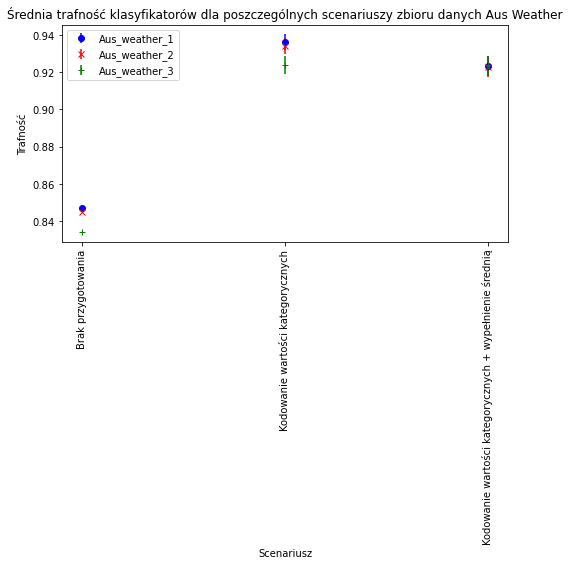 Średnia trafność klasyfikatorów dla poszczególnych scenariuszy zbioru danych Aus Weather
Aus_weather_1
Aus_weather_2
Aus_weather_3
Trafność
0.94
0.92
0.90
0.88
0.86
0.84
Brak przygotowania
Kodowanie wartości kategorycznych
Kodowanie wartości kategorycznych + wypełnienie średnią
Scenariusz